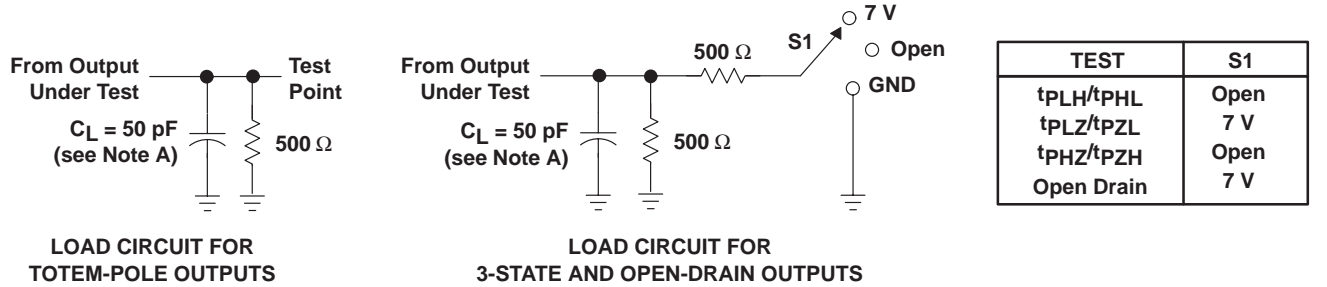 From Output
Under Test
Test
Point
CL = 50 pF
(see Note A)
500 Ω
LOAD CIRCUIT FOR
TOTEM-POLE OUTPUTS
From Output
Under Test
CL = 50 pF
(see Note A)
500 Ω
500 Ω
S1
7 V
Open
GND
LOAD CIRCUIT FOR
3-STATE AND OPEN-DRAIN OUTPUTS
TEST S1
tPLH/tPHL Open
tPLZ/tPZL 7 V
tPHZ/tPZH Open
Open Drain 7 V